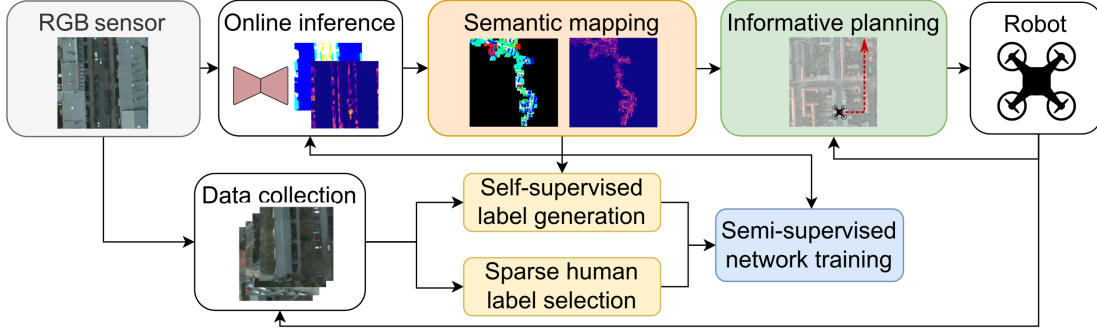 RGB sensor
Online inference
Semantic mapping
Informative planning
Robot
Data collection
Self-supervised
label generation
Sparse human
label selection
Semi-supervised
network training